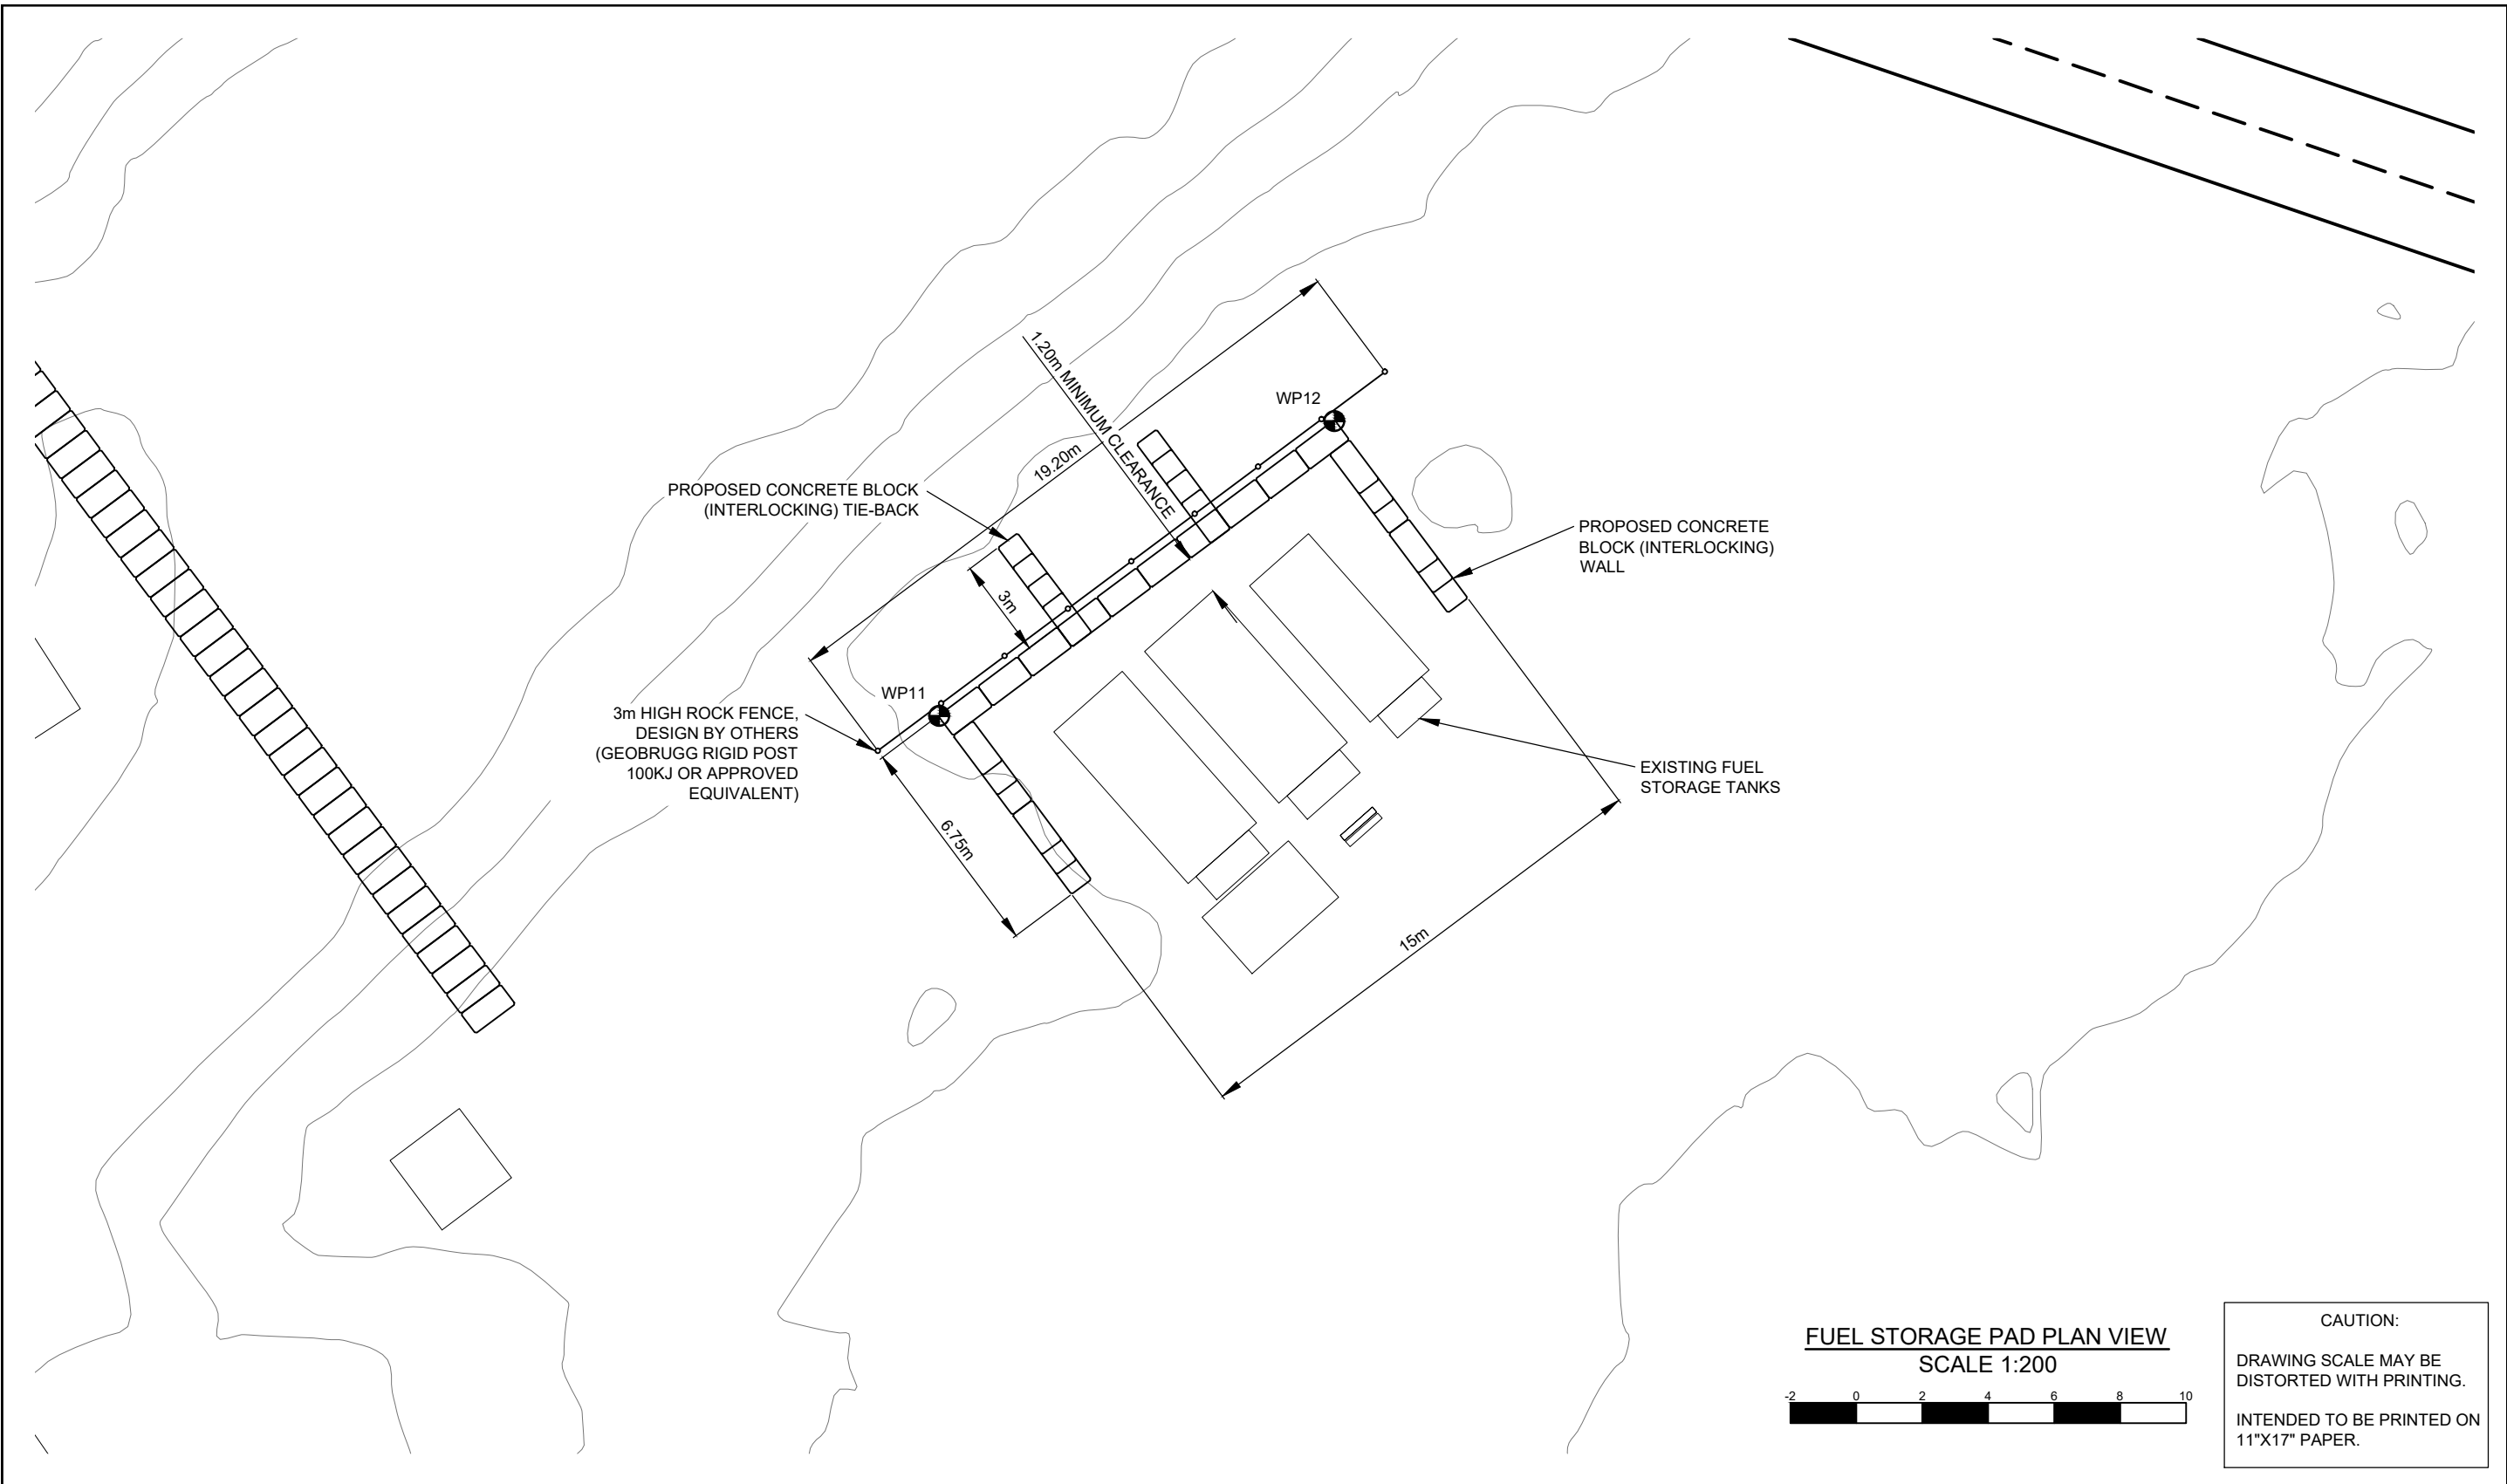 1.20m MINIMUM CLEARANCE
WP12
19.20m
PROPOSED CONCRETE BLOCK
(INTERLOCKING) TIE-BACK
PROPOSED CONCRETE
BLOCK (INTERLOCKING)
WALL
3m
WP11
3m HIGH ROCK FENCE,
DESIGN BY OTHERS
(GEOBRUGG RIGID POST
100KJ OR APPROVED
EQUIVALENT)
EXISTING FUEL
STORAGE TANKS
6.75m
15m
FUEL STORAGE PAD PLAN VIEW
SCALE 1:200
-2 0 2 4 6 8 10
CAUTION:
DRAWING SCALE MAY BE
DISTORTED WITH PRINTING.
INTENDED TO BE PRINTED ON
11"X17" PAPER.